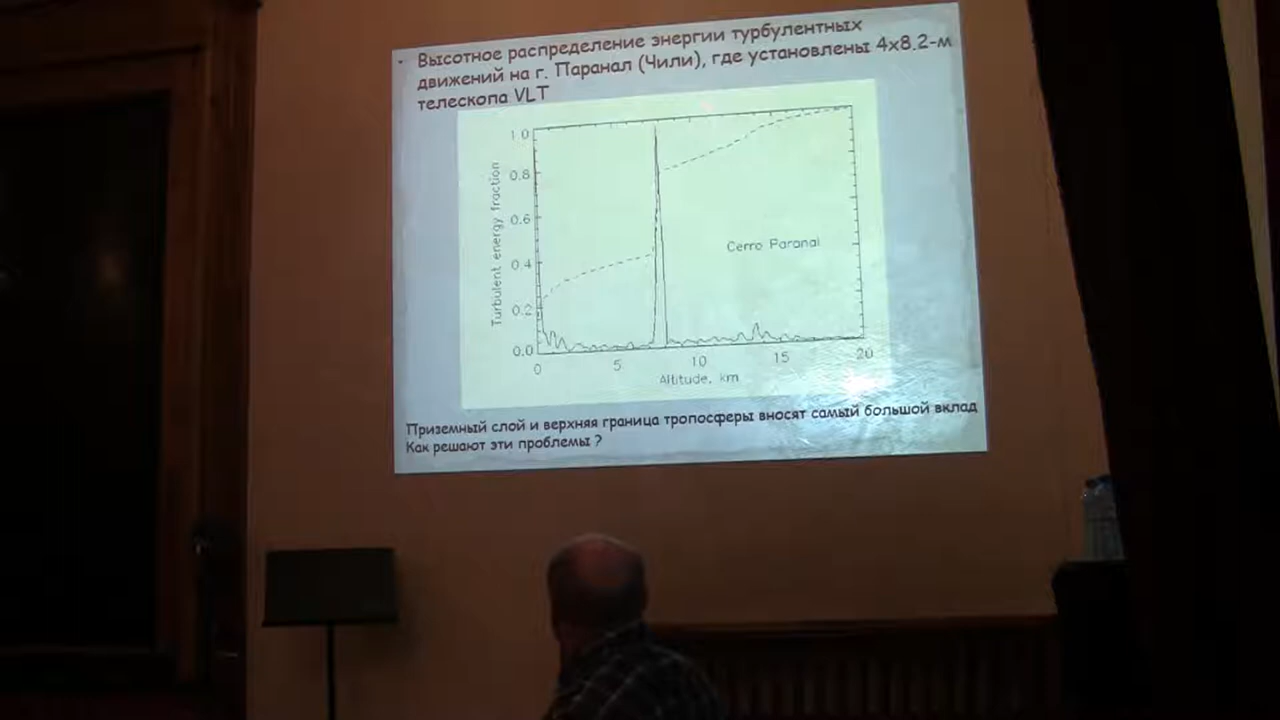 Высотное распределение энергии турбулентных
движений на г. Паранал (Чили), где установлены 4х8.2-м
телескопа VLT
1.0
0.8
0.6
0.4
0.2
0.0
Turbulent energy fraction
Cerro Paranal
0 5 10 15 20
Altitude, km
Приземный слой и верхняя граница тропосферы вносят самый большой вклад
Как решают эти проблемы ?